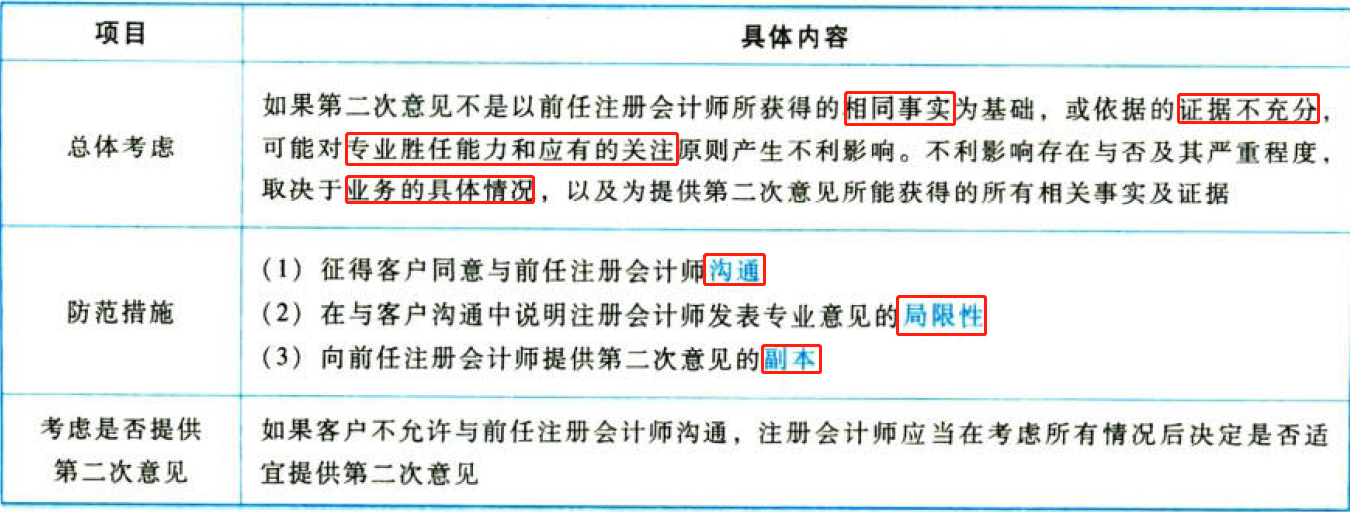 项目
具体内容
总体考虑
如果第二次意见不是以前任注册会计师所获得的相同事实为基础，或依据的证据不充分，
可能对专业胜任能力和应有的关注原则产生不利影响。不利影响存在与否及其严重程度，
取决于业务的具体情况，以及为提供第二次意见所能获得的所有相关事实及证据
防范措施
（1）征得客户同意与前任注册会计师沟通
（2）在与客户沟通中说明注册会计师发表专业意见的局限性
（3）向前任注册会计师提供第二次意见的副本
考虑是否提供
第二次意见
如果客户不允许与前任注册会计师沟通，注册会计师应当在考虑所有情况后决定是否适
宜提供第二次意见